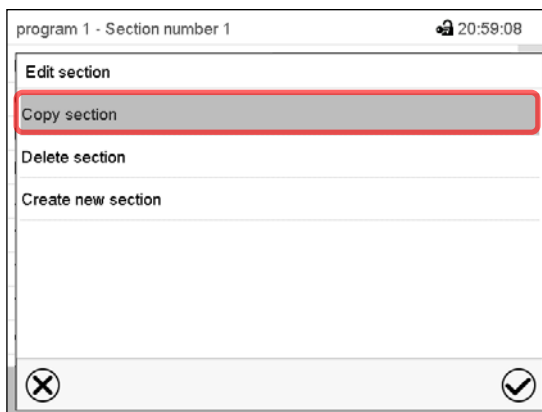 program 1 - Section number 1 20:59:08
Edit section
Copy section
Delete section
Create new section